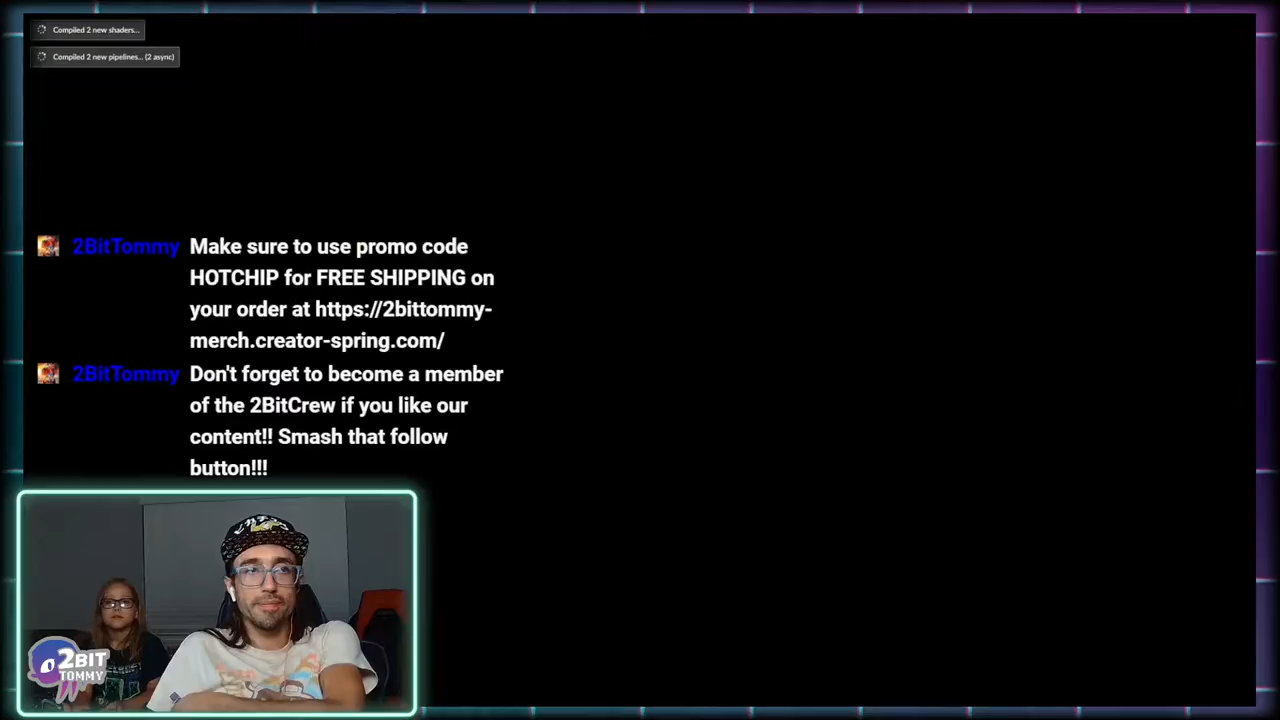 Compiled 2 new shaders...
Compiled 2 new pipelines... (2 async)
2BitTommy Make sure to use promo code
HOTCHIP for FREE SHIPPING on
your order at https://2bittommy-
merch.creator-spring.com/
2BitTommy Don't forget to become a member
of the 2BitCrew if you like our
content!! Smash that follow
button!!!
2BIT
TOMMY